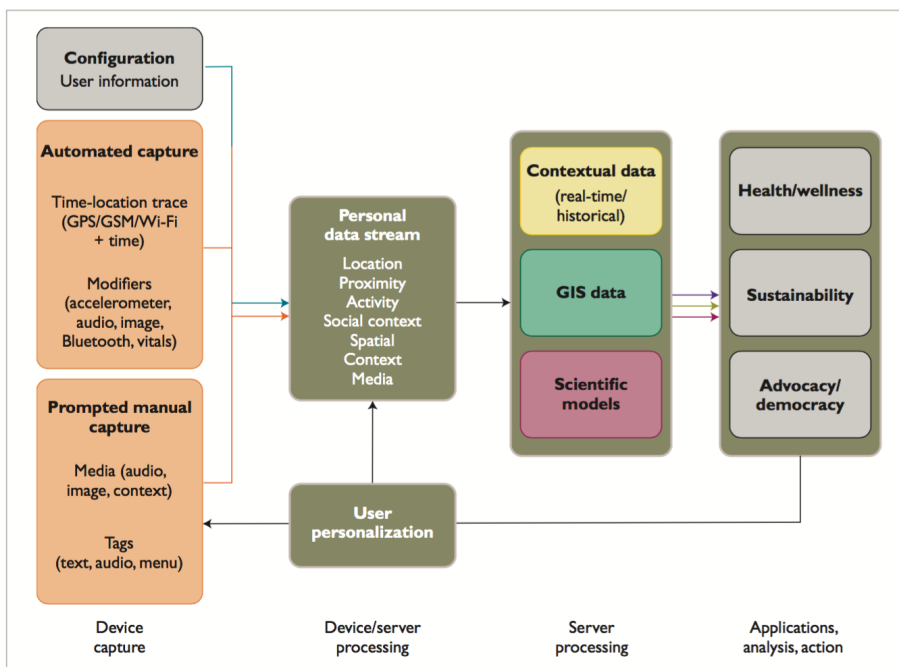 Configuration
User information
Automated capture
Time-location trace
(GPS/GSM/Wi-Fi
+ time)
Modifiers
(accelerometer,
audio, image,
Bluetooth, vitals)
Prompted manual
capture
Media (audio,
image, context)
Tags
(text, audio, menu)
Personal
data stream
Location
Proximity
Activity
Social context
Spatial
Context
Media
User
personalization
Contextual data
(real-time/
historical)
GIS data
Scientific
models
Health/wellness
Sustainability
Advocacy/
democracy
Device
capture
Device/server
processing
Server
processing
Applications,
analysis, action